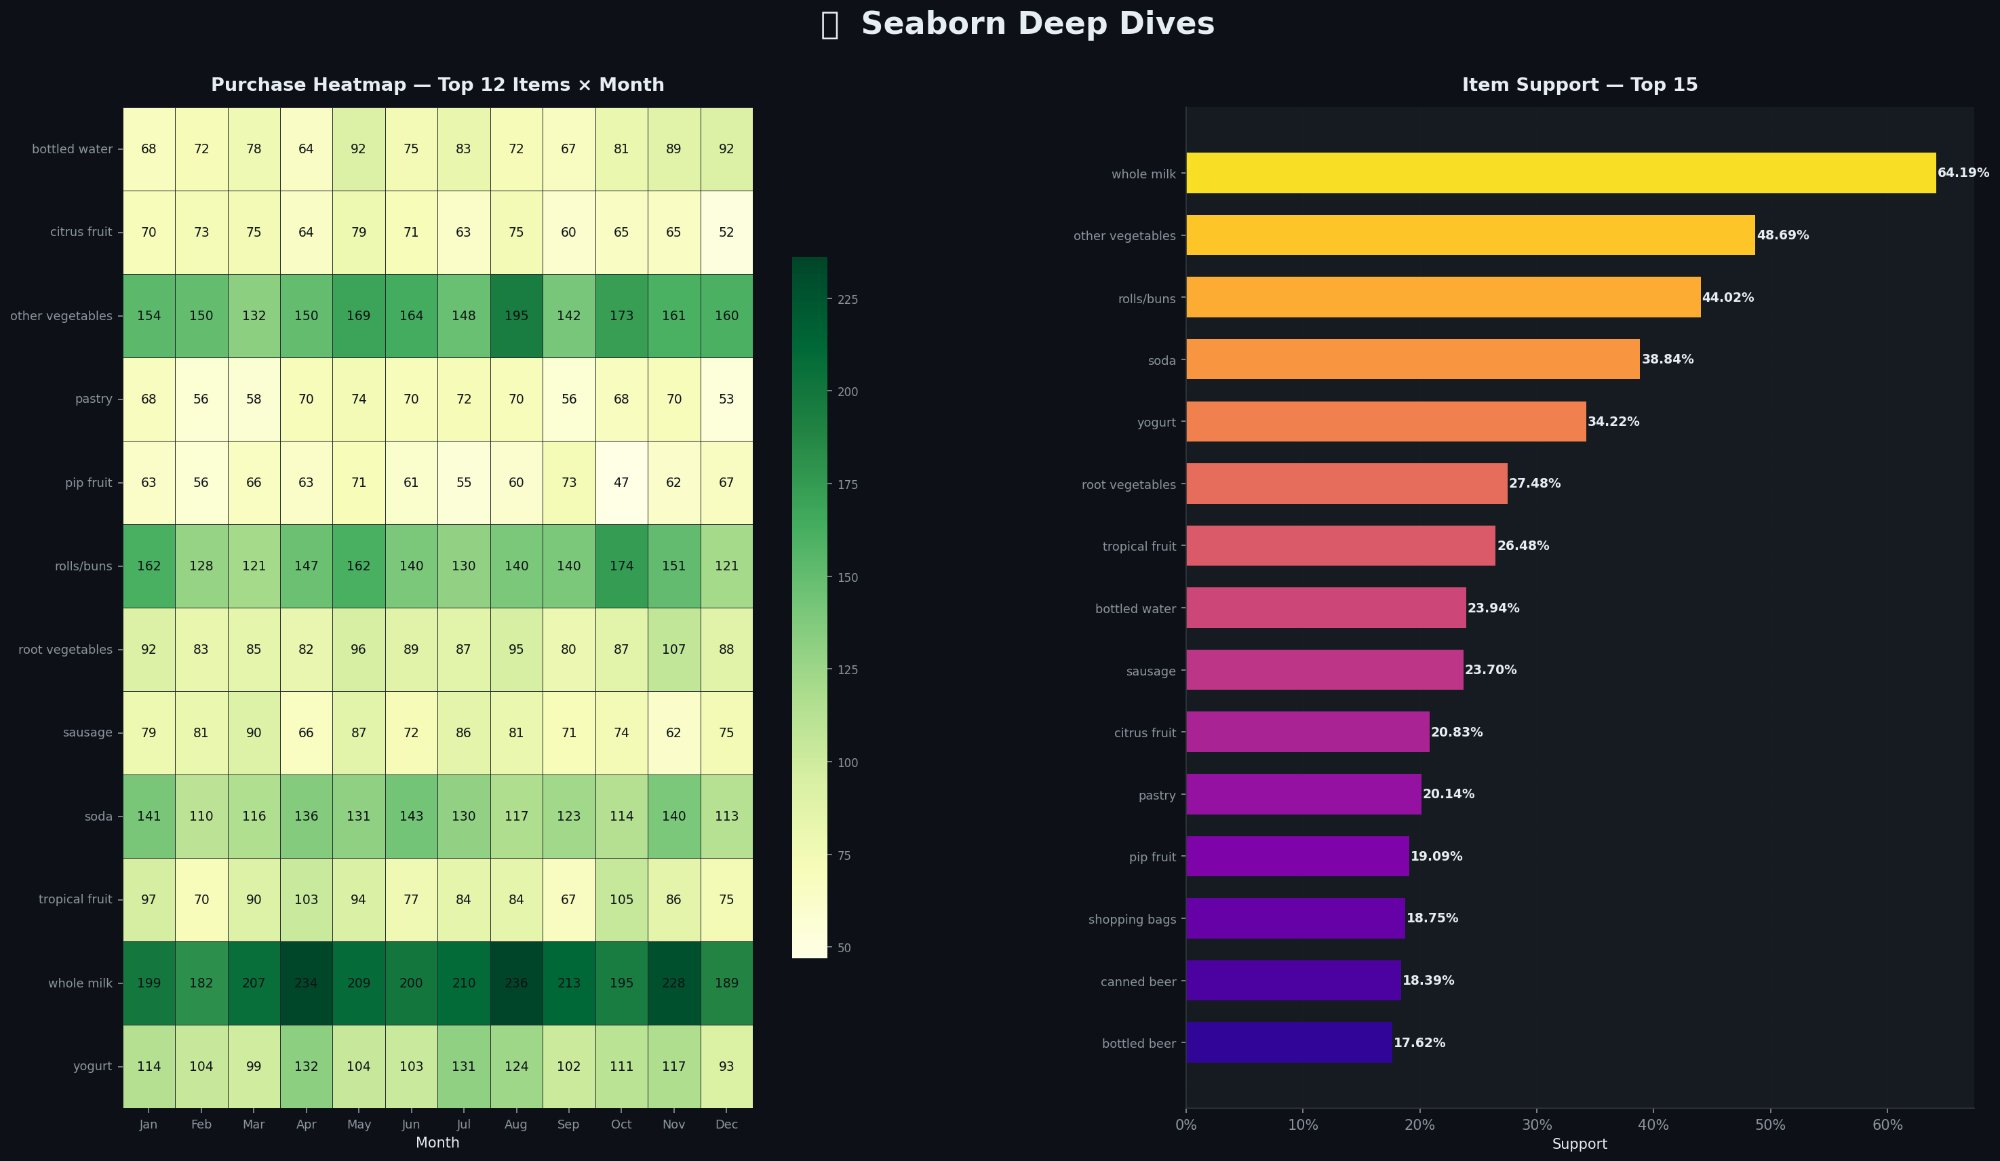 Seaborn Deep Dives
Purchase Heatmap — Top 12 Items × Month
bottled water 68 72 78 64 92 75 83 72 67 81 89 92
citrus fruit 70 73 75 64 79 71 63 75 60 65 65 52
other vegetables 154 150 132 150 169 164 148 195 142 173 161 160
pastry 68 56 58 70 74 70 72 70 56 68 70 53
pip fruit 63 56 66 63 71 61 55 60 73 47 62 67
rolls/buns 162 128 121 147 162 140 130 140 140 174 151 121
root vegetables 92 83 85 82 96 89 87 95 80 87 107 88
sausage 79 81 90 66 87 72 86 81 71 74 62 75
soda 141 110 116 136 131 143 130 117 123 114 140 113
tropical fruit 97 70 90 103 94 77 84 84 67 105 86 75
whole milk 199 182 207 234 209 200 210 236 213 195 228 189
yogurt 114 104 99 132 104 103 131 124 102 111 117 93
Jan Feb Mar Apr May Jun Jul Aug Sep Oct Nov Dec
Month
225
200
175
150
125
100
75
50
Item Support — Top 15
whole milk 64.19%
other vegetables 48.69%
rolls/buns 44.02%
soda 38.84%
yogurt 34.22%
root vegetables 27.48%
tropical fruit 26.48%
bottled water 23.94%
sausage 23.70%
citrus fruit 20.83%
pastry 20.14%
pip fruit 19.09%
shopping bags 18.75%
canned beer 18.39%
bottled beer 17.62%
0% 10% 20% 30% 40% 50% 60%
Support